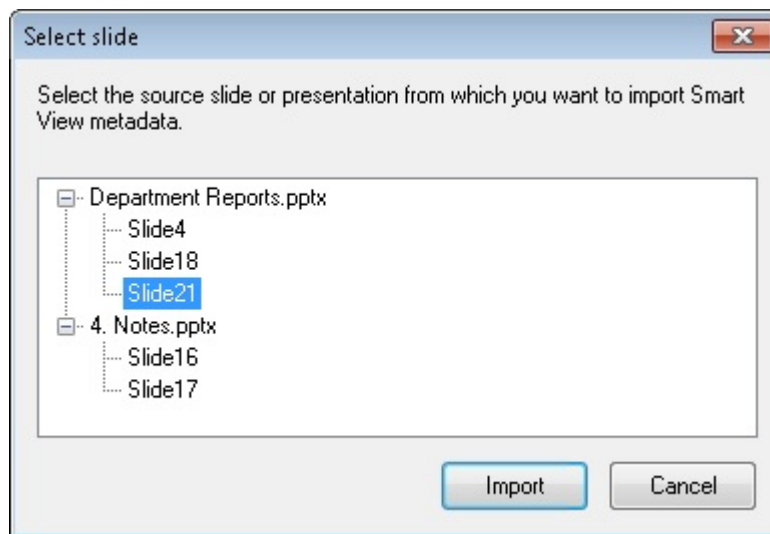 Select slide
Select the source slide or presentation from which you want to import Smart
View metadata.
Department Reports.pptx
Slide4
Slide18
Slide21
4. Notes.pptx
Slide16
Slide17
Import
Cancel